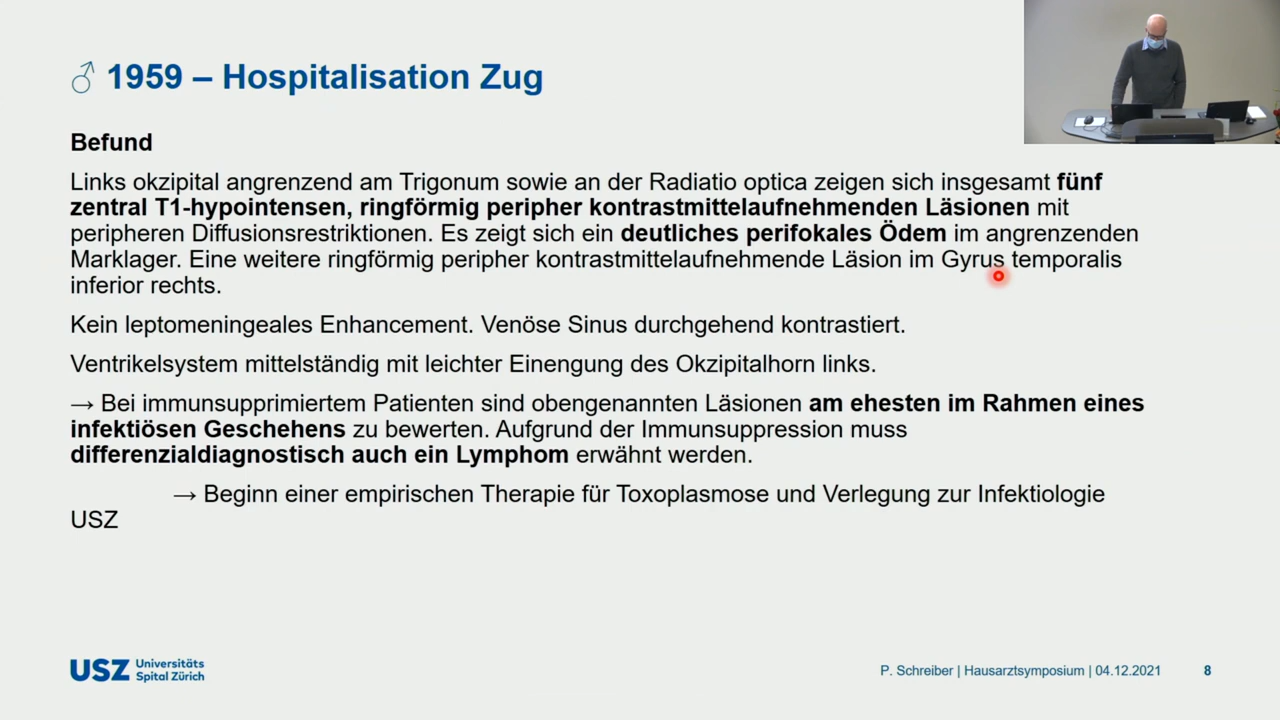 ♂ 1959 – Hospitalisation Zug
Befund
Links okzipital angrenzend am Trigonum sowie an der Radiatio optica zeigen sich insgesamt fünf
zentral T1-hypointensen, ringförmig peripher kontrastmittelaufnehmenden Läsionen mit
peripheren Diffusionsrestriktionen. Es zeigt sich ein deutliches perifokales Ödem im angrenzenden
Marklager. Eine weitere ringförmig peripher kontrastmittelaufnehmende Läsion im Gyrus temporalis
inferior rechts.
Kein leptomeningeales Enhancement. Venöse Sinus durchgehend kontrastiert.
Ventrikelsystem mittelständig mit leichter Einengung des Okzipitalhorn links.
→ Bei immunsupprimiertem Patienten sind obengenannten Läsionen am ehesten im Rahmen eines
infektiösen Geschehens zu bewerten. Aufgrund der Immunsuppression muss
differenzialdiagnostisch auch ein Lymphom erwähnt werden.
→ Beginn einer empirischen Therapie für Toxoplasmose und Verlegung zur Infektiologie
USZ
USZ Universitäts
Spital Zürich
P. Schreiber | Hausarztsymposium | 04.12.2021 8